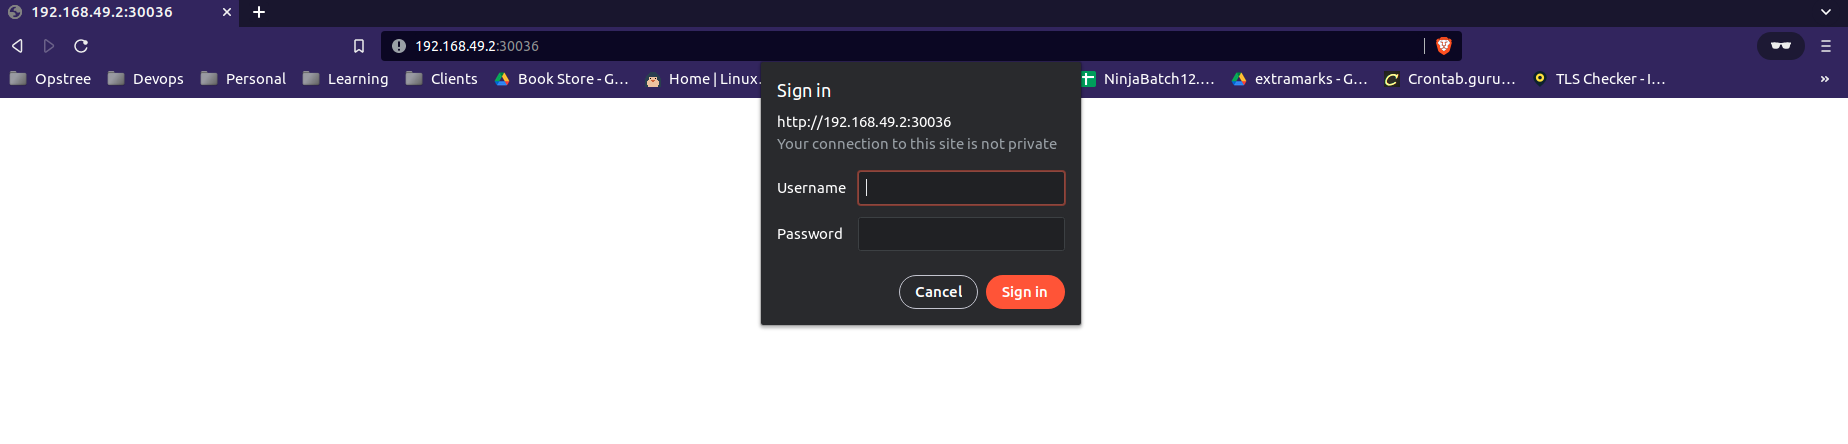 192.168.49.2:30036
192.168.49.2:30036
Opstree Devops Personal Learning Clients Book Store - G... Home | Linux. NinjaBatch12.... extramarks - G... Crontab.guru... TLS Checker - I...
Sign in
http://192.168.49.2:30036
Your connection to this site is not private
Username
Password
Cancel Sign in